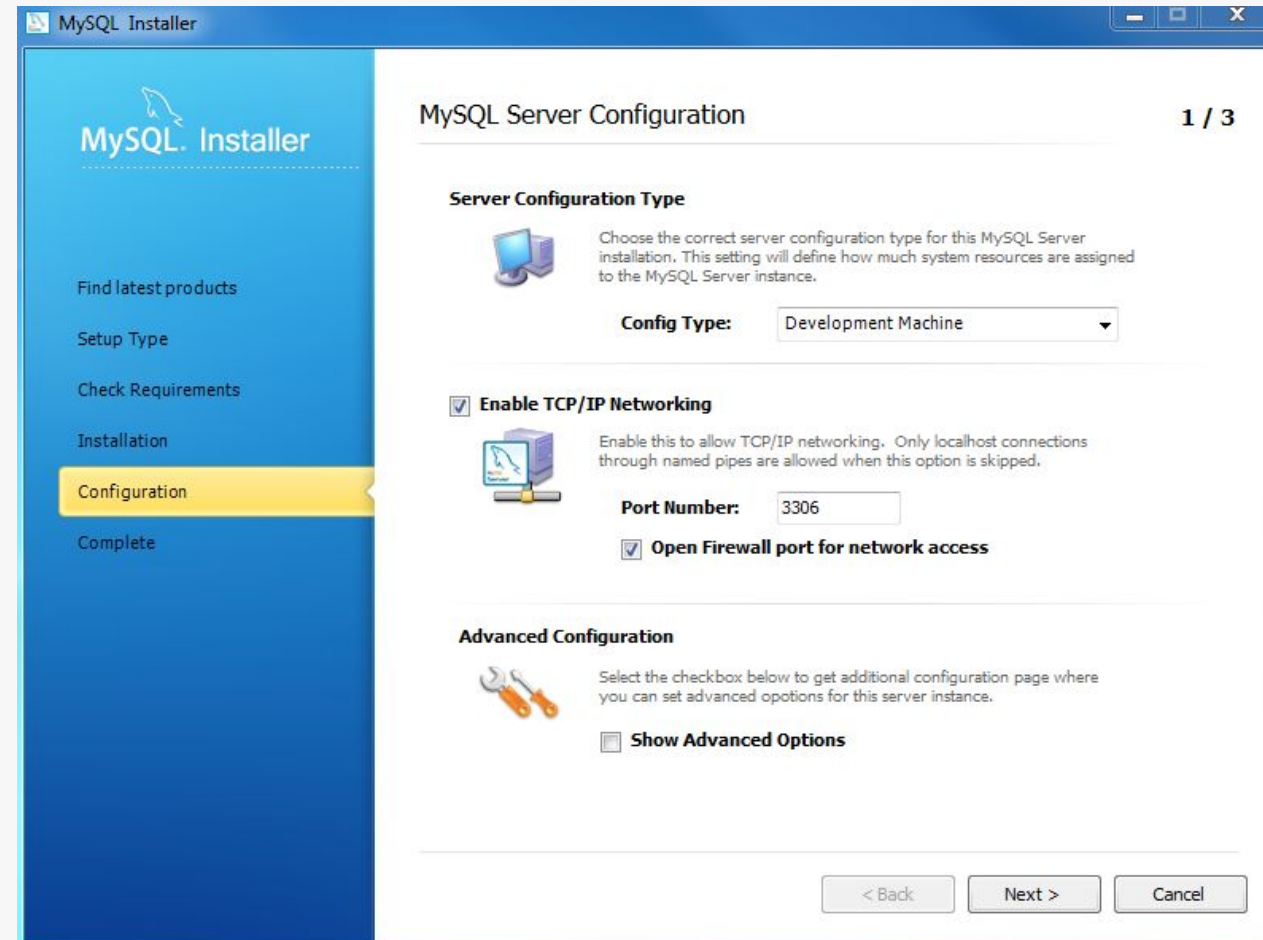 MySQL Installer
X
MySQL. Installer
Find latest products
Setup Type
Check Requirements
Installation
Configuration
Complete
MySQL Server Configuration
1 / 3
Server Configuration Type
Choose the correct server configuration type for this MySQL Server
installation. This setting will define how much system resources are assigned
to the MySQL Server instance.
Config Type: Development Machine
Enable TCP/IP Networking
Enable this to allow TCP/IP networking. Only localhost connections
through named pipes are allowed when this option is skipped.
Port Number: 3306
Open Firewall port for network access
Advanced Configuration
Select the checkbox below to get additional configuration page where
you can set advanced opotions for this server instance.
Show Advanced Options
< Back Next > Cancel